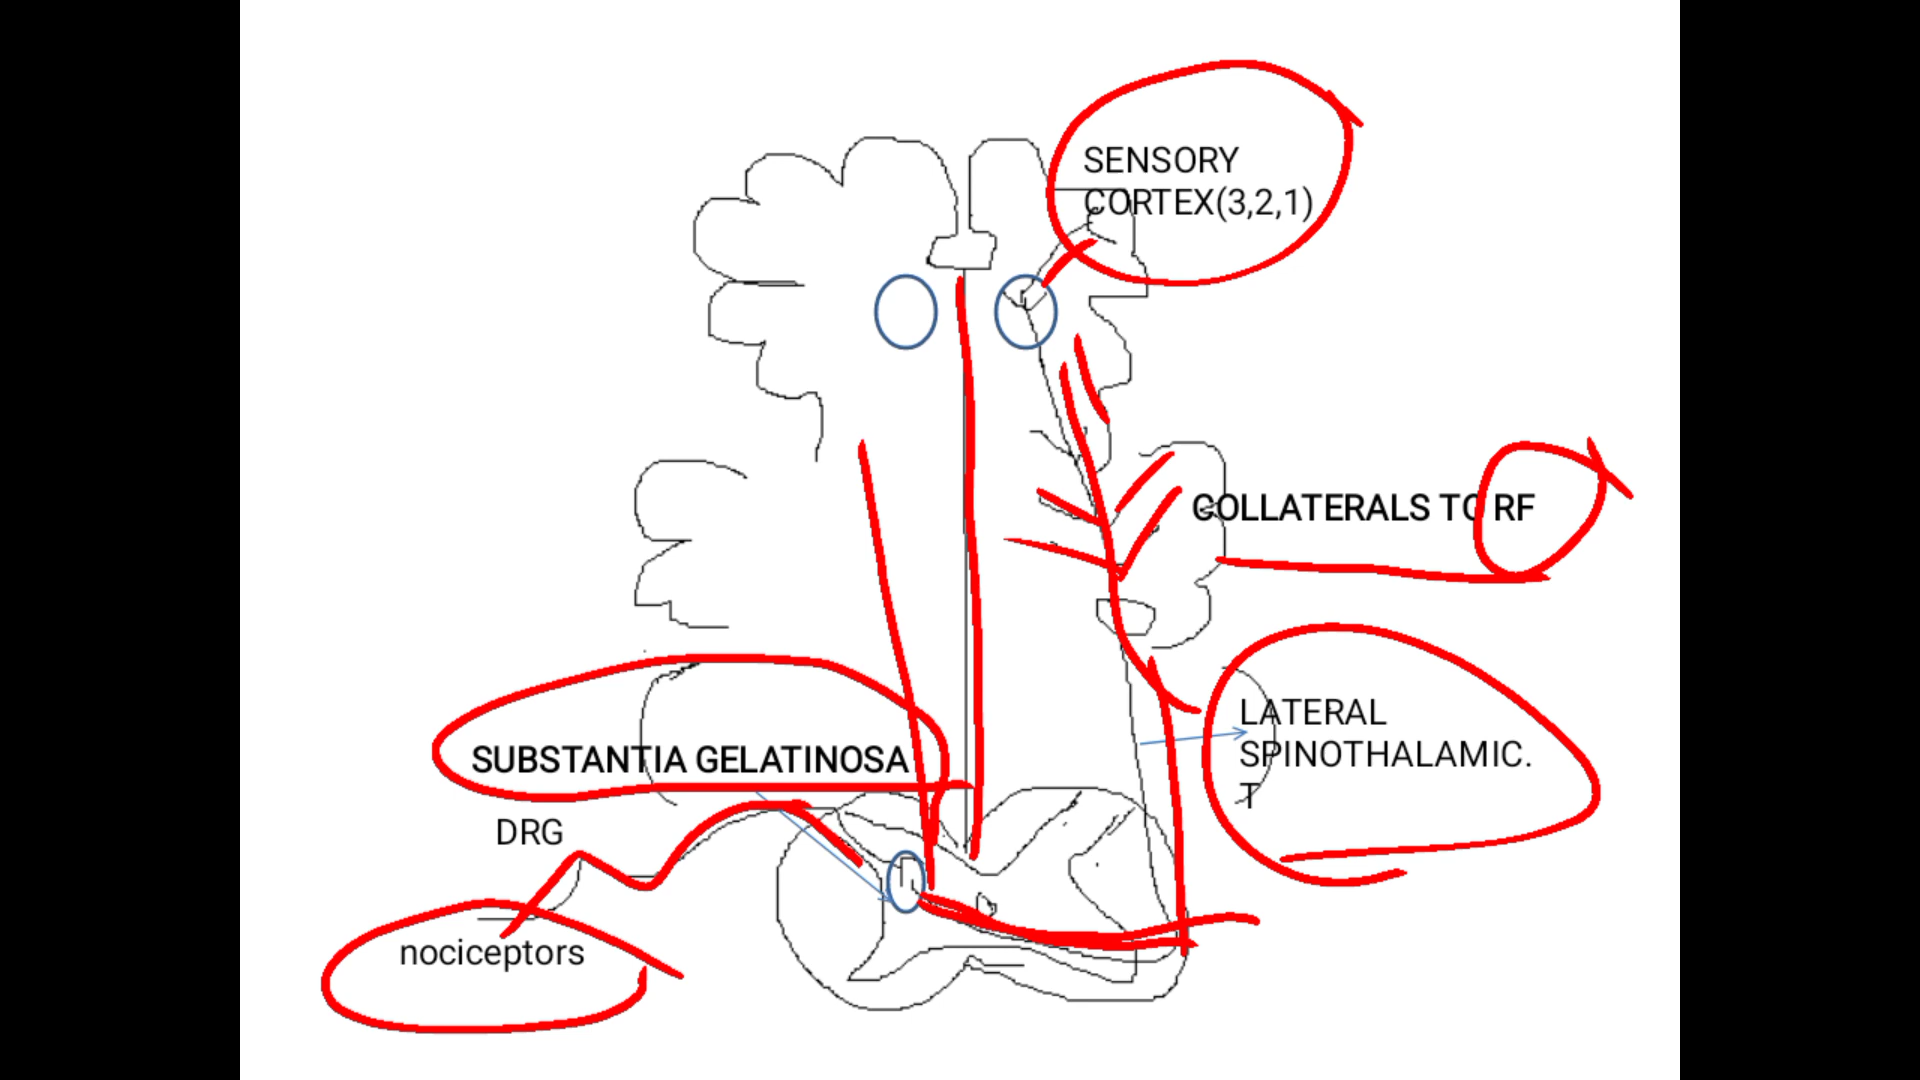 SENSORY
CORTEX(3,2,1)
COLLATERALS TO RF
LATERAL
SPINOTHALAMIC.
T
SUBSTANTIA GELATINOSA
DRG
nociceptors